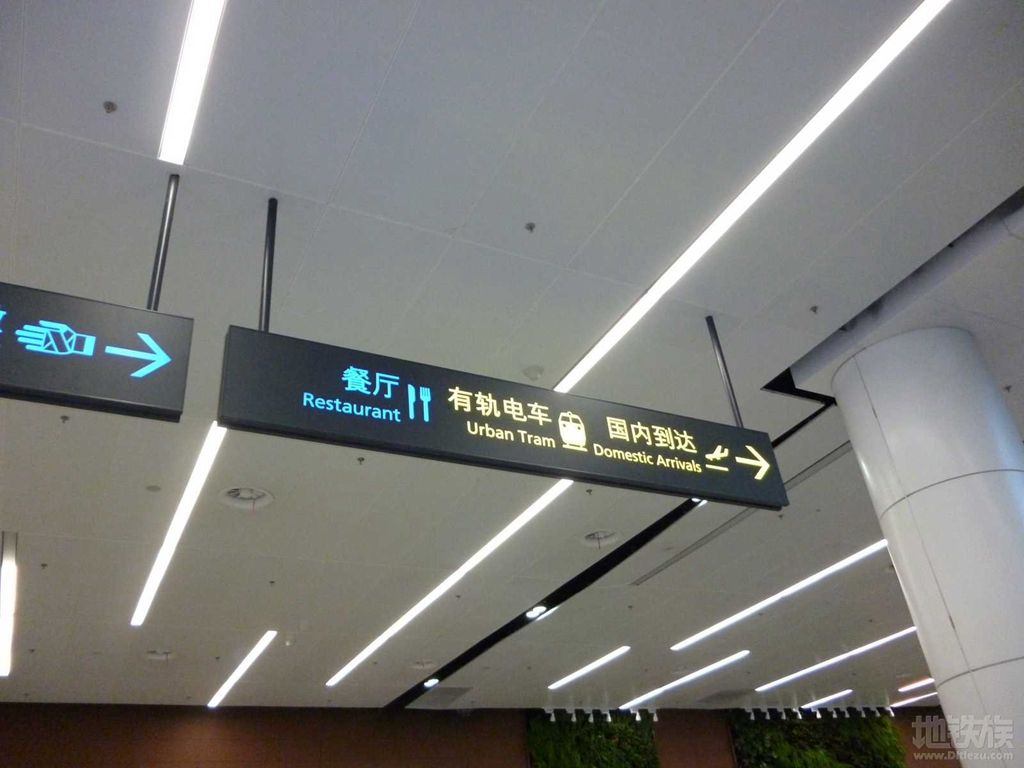 餐厅
Restaurant
有轨电车
Urban Tram
国内到达
Domestic Arrivals
地铁族
www.Ditiezu.com